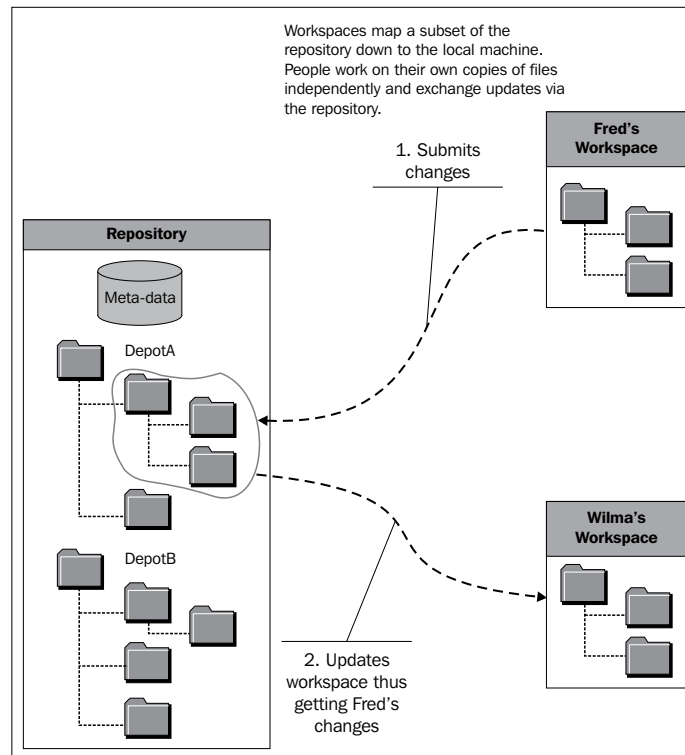 Workspaces map a subset of the
repository down to the local machine.
People work on their own copies of files
independently and exchange updates via
the repository.
Fred's
Workspace
1. Submits
changes
Repository
Meta-data
DepotA
DepotB
Wilma's
Workspace
2. Updates
workspace thus
getting Fred's
changes